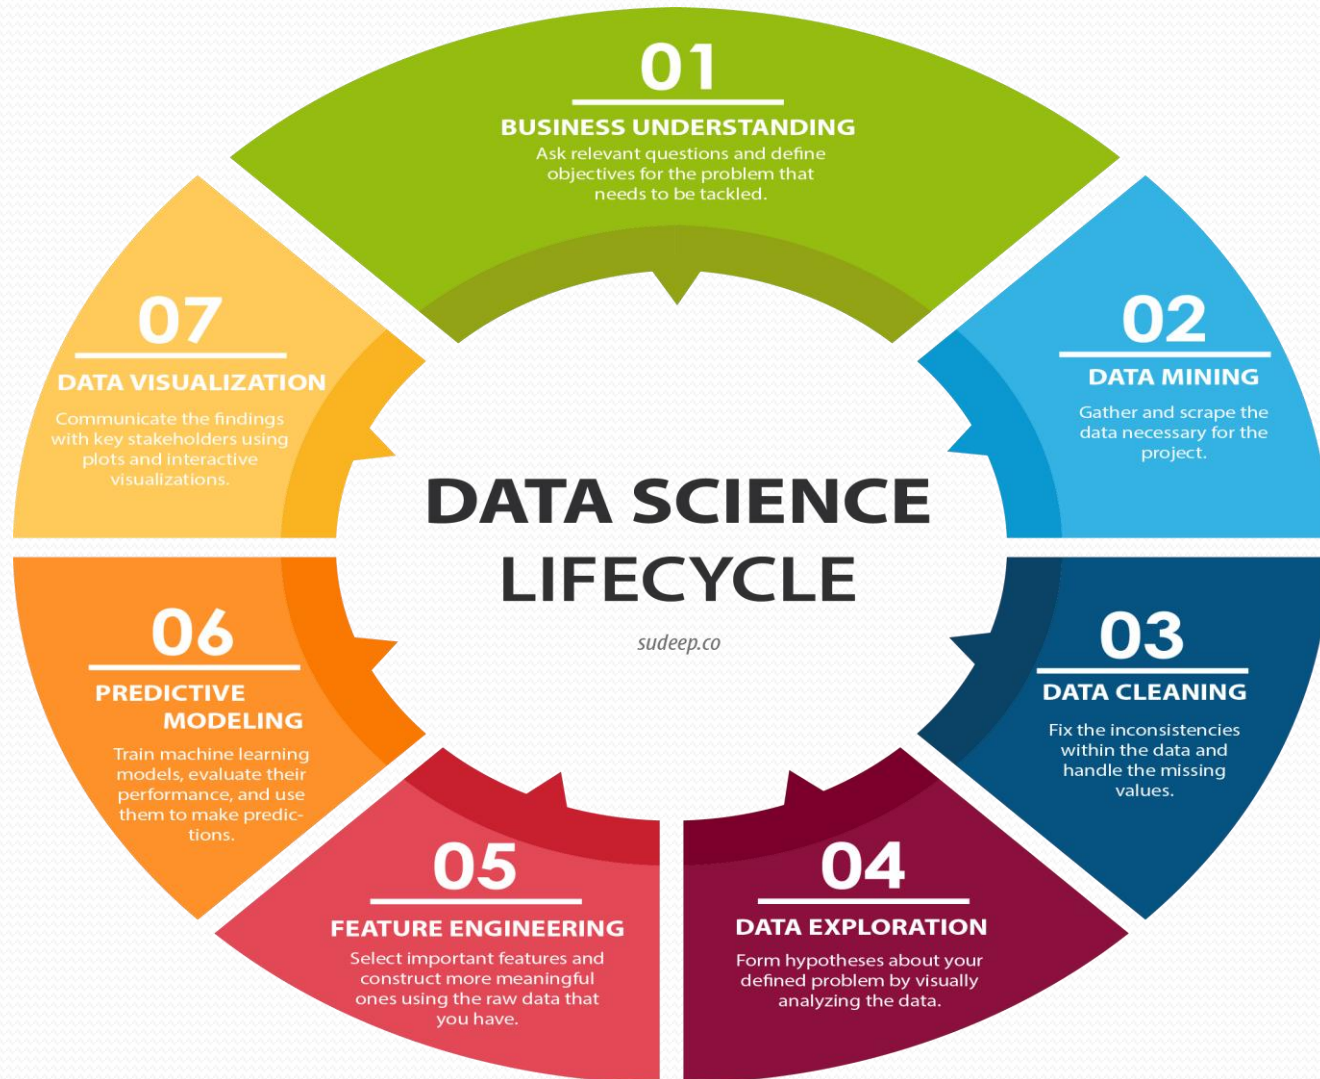 01
BUSINESS UNDERSTANDING
Ask relevant questions and define
objectives for the problem that
needs to be tackled.
02
DATA MINING
Gather and scrape the
data necessary for the
project.
03
DATA CLEANING
Fix the inconsistencies
within the data and
handle the missing
values.
04
DATA EXPLORATION
Form hypotheses about your
defined problem by visually
analyzing the data.
05
FEATURE ENGINEERING
Select important features and
construct more meaningful
ones using the raw data that
you have.
06
PREDICTIVE
MODELING
Train machine learning
models, evaluate their
performance, and use
them to make predic-
tions.
07
DATA VISUALIZATION
Communicate the findings
with key stakeholders using
plots and interactive
visualizations.
DATA SCIENCE
LIFECYCLE
sudeep.co